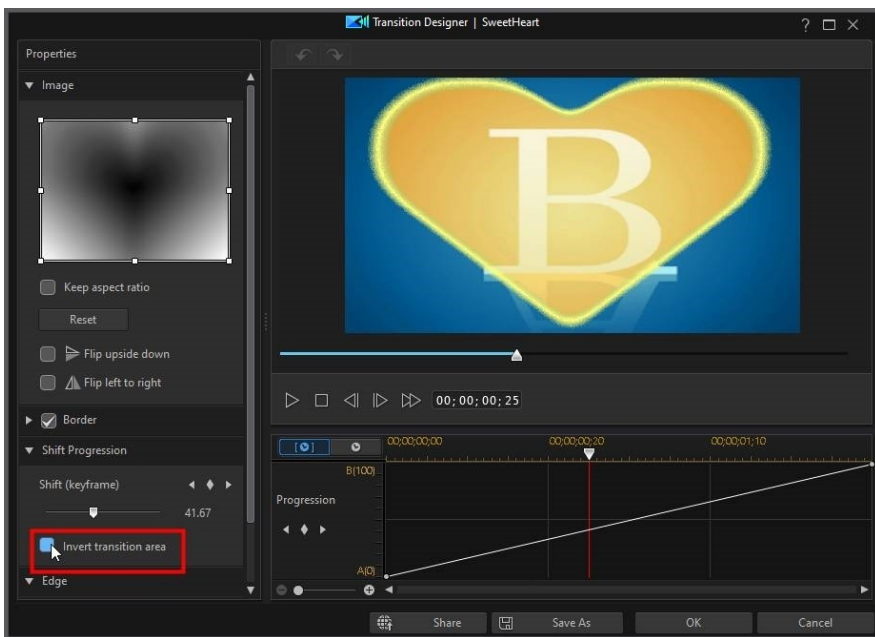 Transition Designer | SweetHeart
?
Properties
Image
Keep aspect ratio
Reset
Flip upside down
Flip left to right
Border
Shift Progression
Shift (keyframe)
41.67
Invert transition area
Edge
B
A
00; 00; 00; 25
00;00;00;00 00;00;00;20 00;00;01;10
B(100)
Progression
A(0)
Share Save As OK Cancel